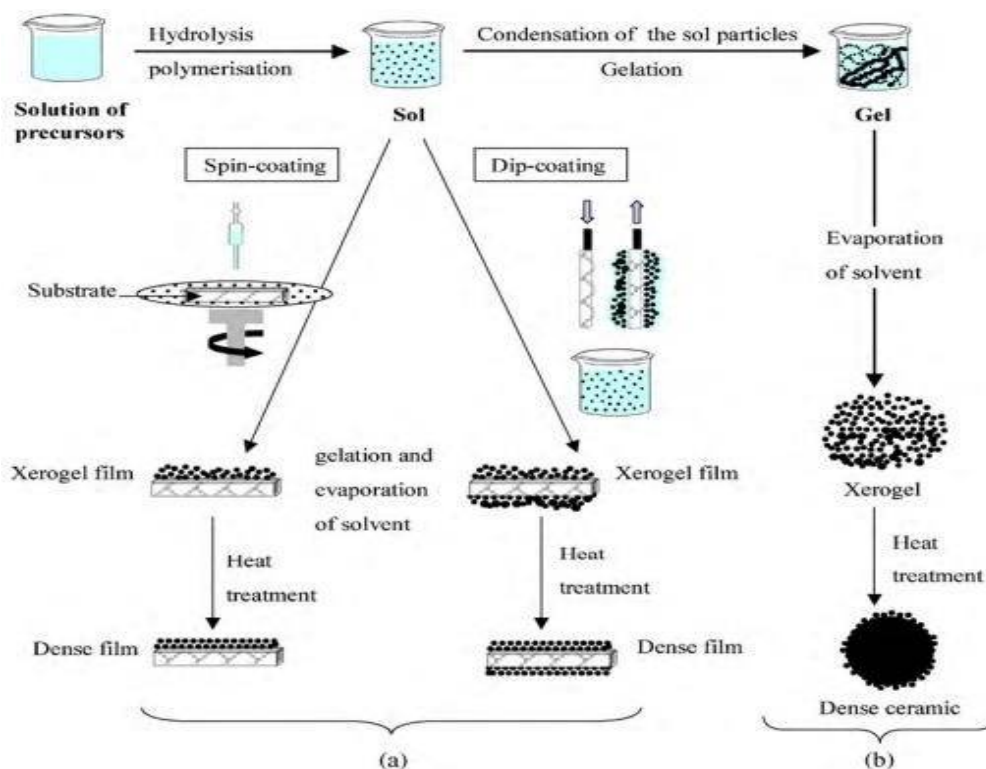 Hydrolysis
polymerisation
Condensation of the sol particles
Gelation
Solution of
precursors
Sol
Gel
Spin-coating
Dip-coating
Substrate
Evaporation
of solvent
Xerogel film
gelation and
evaporation
of solvent
Xerogel film
Xerogel
Heat
treatment
Heat
treatment
Heat
treatment
Dense film
Dense film
Dense ceramic
(a)
(b)